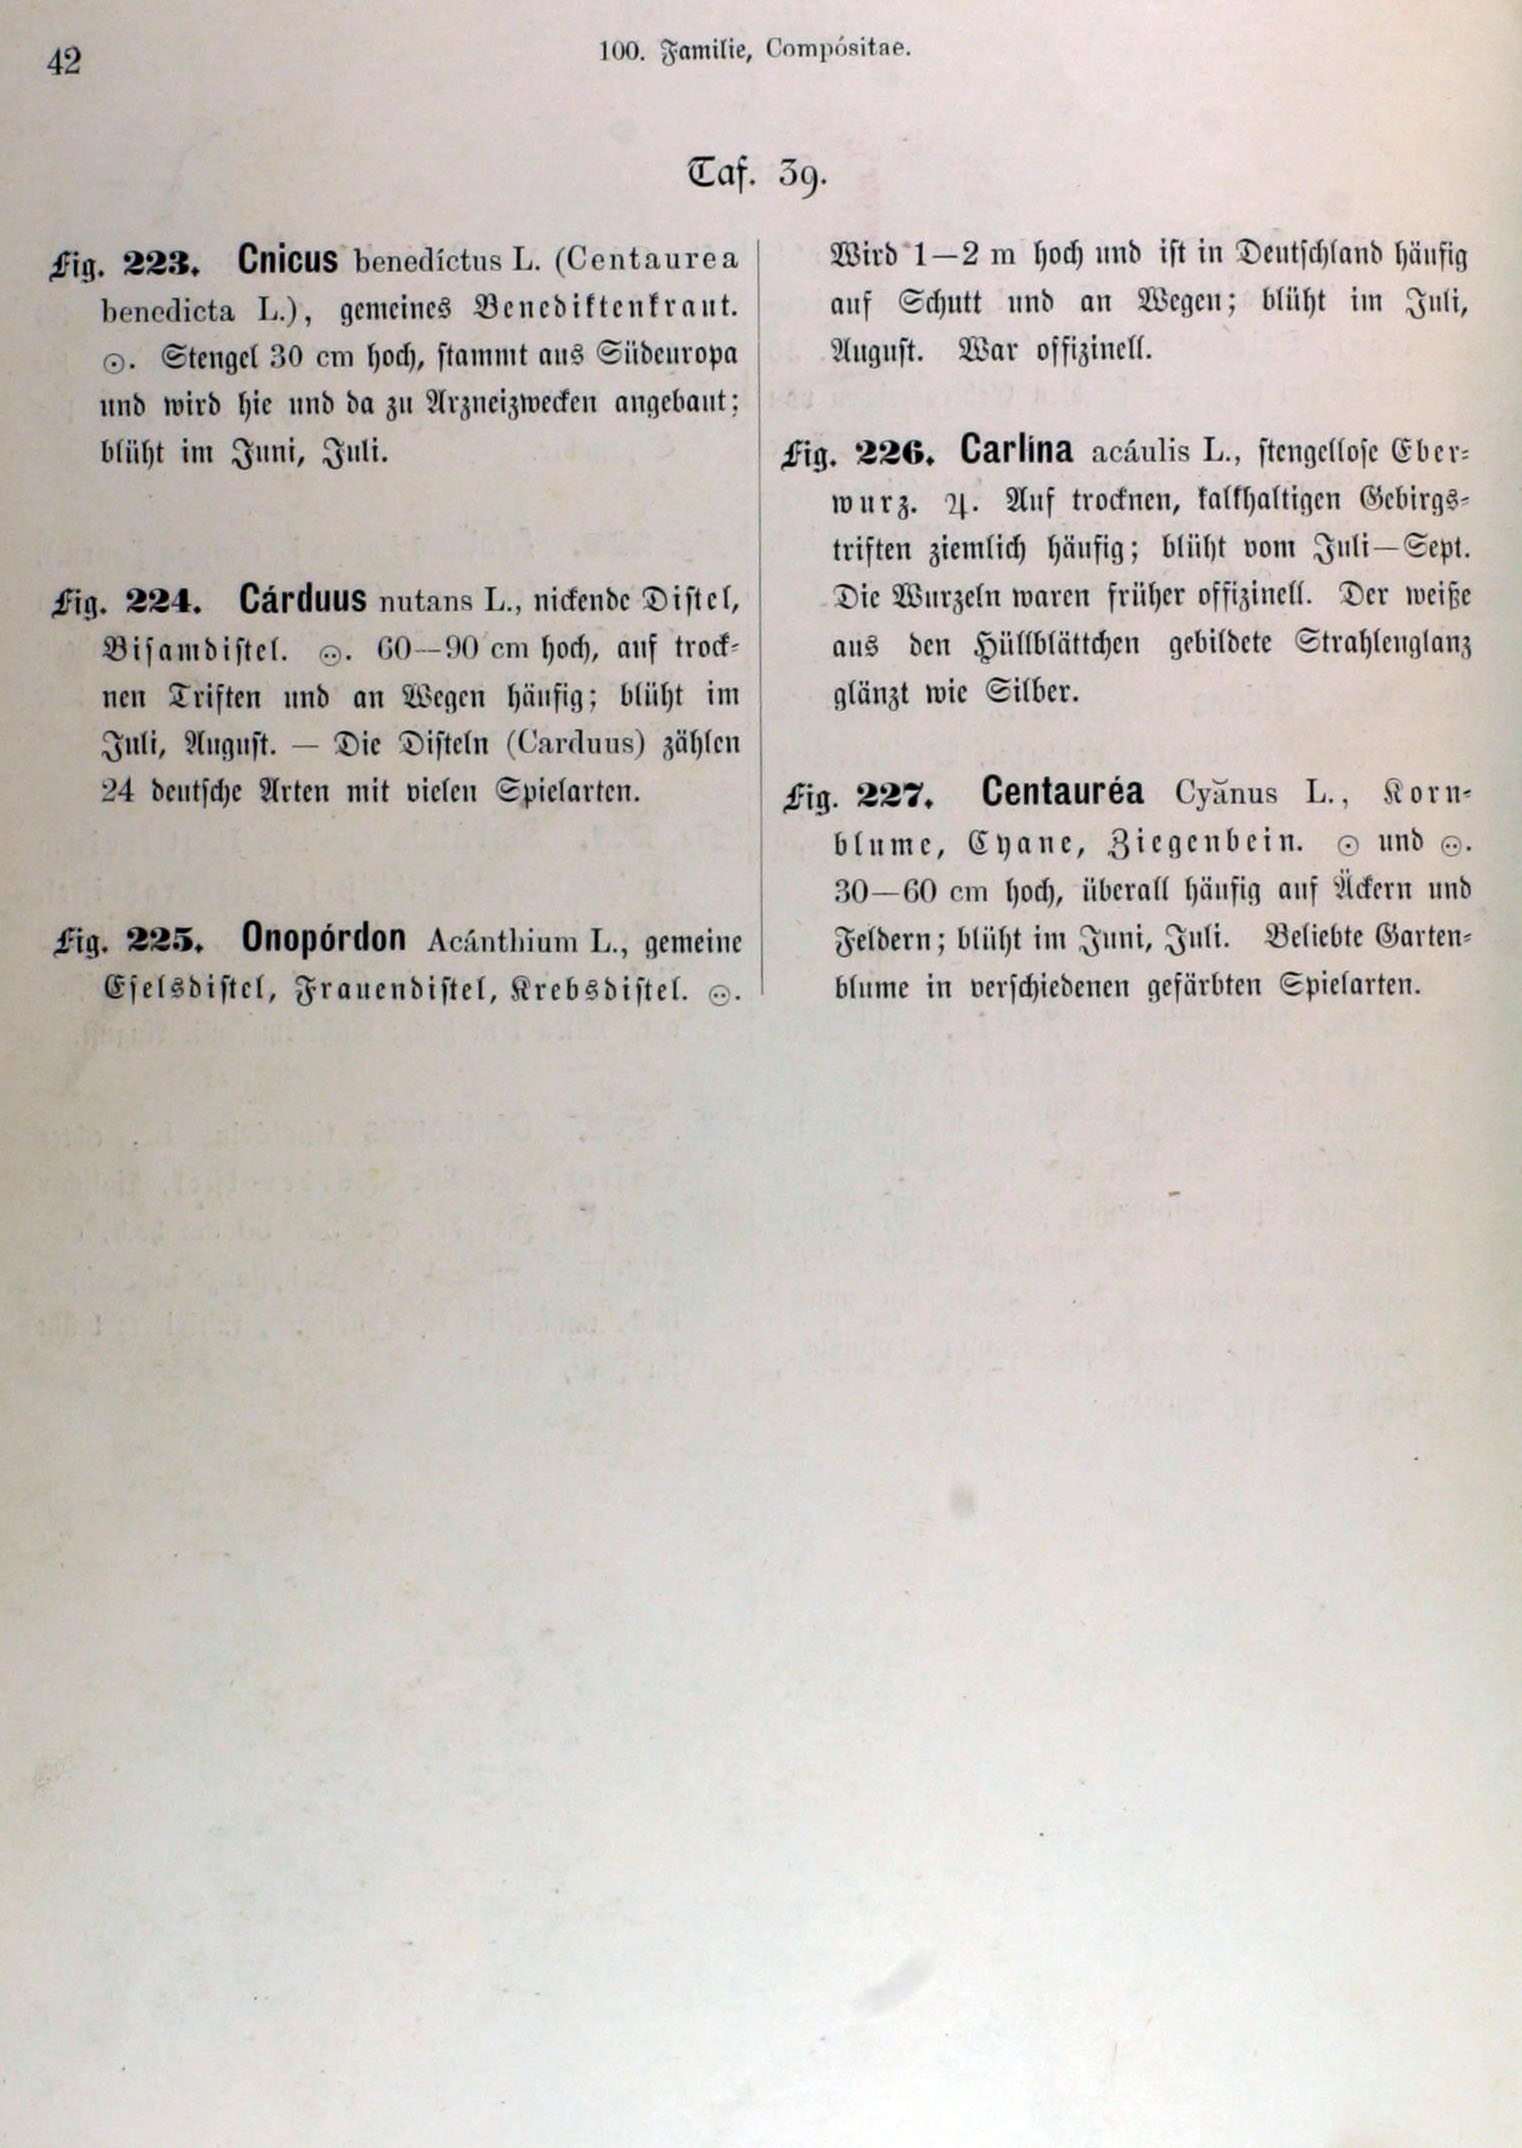 42
100. Familie, Compósitae.
Taf. 39.
Fig. 223. Cnicus benedíctus L. (Centaurea
benedicta L.), gemeines Benediktenkraut.
☉. Stengel 30 cm hoch, stammt aus Südeuropa
und wird hie und da zu Arzneizwecken angebaut;
blüht im Juni, Juli.
Fig. 224. Cárduus nutans L., nickende Distel,
Bisamdistel. ⚇. 60—90 cm hoch, auf trock-
nen Triften und an Wegen häufig; blüht im
Juli, August. — Die Disteln (Carduus) zählen
24 deutsche Arten mit vielen Spielarten.
Fig. 225. Onopórdon Acánthium L., gemeine
Eselsdistel, Frauendistel, Krebsdistel. ⚇.
Wird 1—2 m hoch und ist in Deutschland häufig
auf Schutt und an Wegen; blüht im Juli,
August. War offizinell.
Fig. 226. Carlina acáulis L., stengellose Eber-
wurz. ♃. Auf trocknen, kalkhaltigen Gebirgs-
triften ziemlich häufig; blüht vom Juli—Sept.
Die Wurzeln waren früher offizinell. Der weiße
aus den Hüllblättchen gebildete Strahlenglanz
glänzt wie Silber.
Fig. 227. Centauréa Cyănus L., Korn-
blume, Cyane, Ziegenbein. ☉ und ⚇.
30—60 cm hoch, überall häufig auf Äckern und
Feldern; blüht im Juni, Juli. Beliebte Garten-
blume in verschiedenen gefärbten Spielarten.